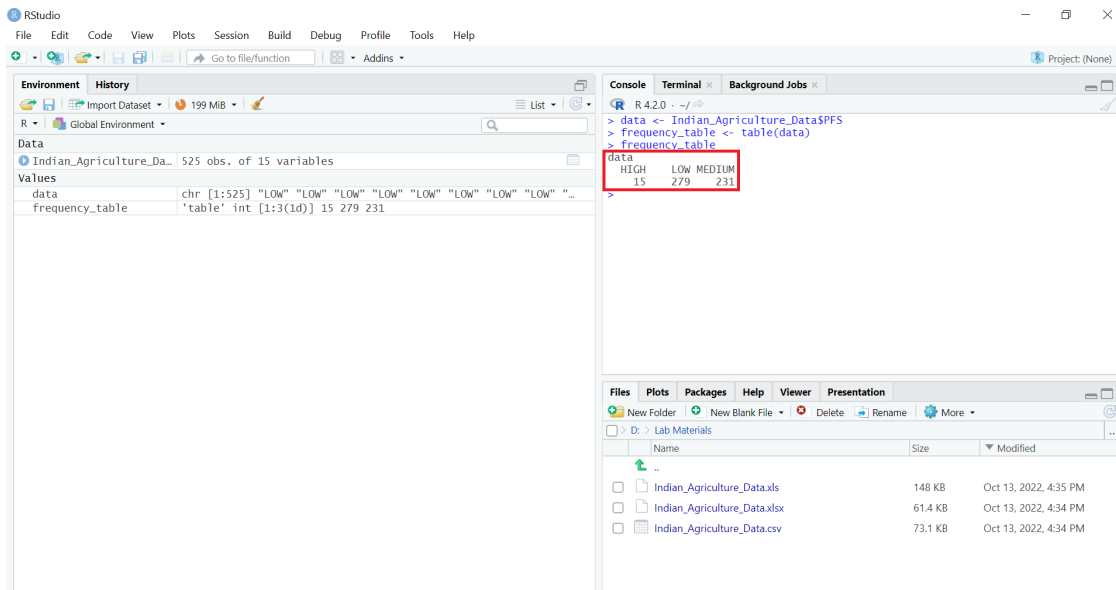 RStudio
File Edit Code View Plots Session Build Debug Profile Tools Help
Go to file/function Addins Project: (None)
Environment History
Import Dataset 199 MiB List
R Global Environment
Data
Indian_Agriculture_Da… 525 obs. of 15 variables
Values
data chr [1:525] "LOW" "LOW" "LOW" "LOW" "LOW" "LOW" "LOW" "LOW" "…
frequency_table 'table' int [1:3(1d)] 15 279 231
Console Terminal Background Jobs
R 4.2.0 · ~/
> data <- Indian_Agriculture_Data$PFS
> frequency_table <- table(data)
> frequency_table
data
HIGH LOW MEDIUM
15 279 231
>
Files Plots Packages Help Viewer Presentation
New Folder New Blank File Delete Rename More
D: Lab Materials
Name Size Modified
..
Indian_Agriculture_Data.xls 148 KB Oct 13, 2022, 4:35 PM
Indian_Agriculture_Data.xlsx 61.4 KB Oct 13, 2022, 4:34 PM
Indian_Agriculture_Data.csv 73.1 KB Oct 13, 2022, 4:34 PM